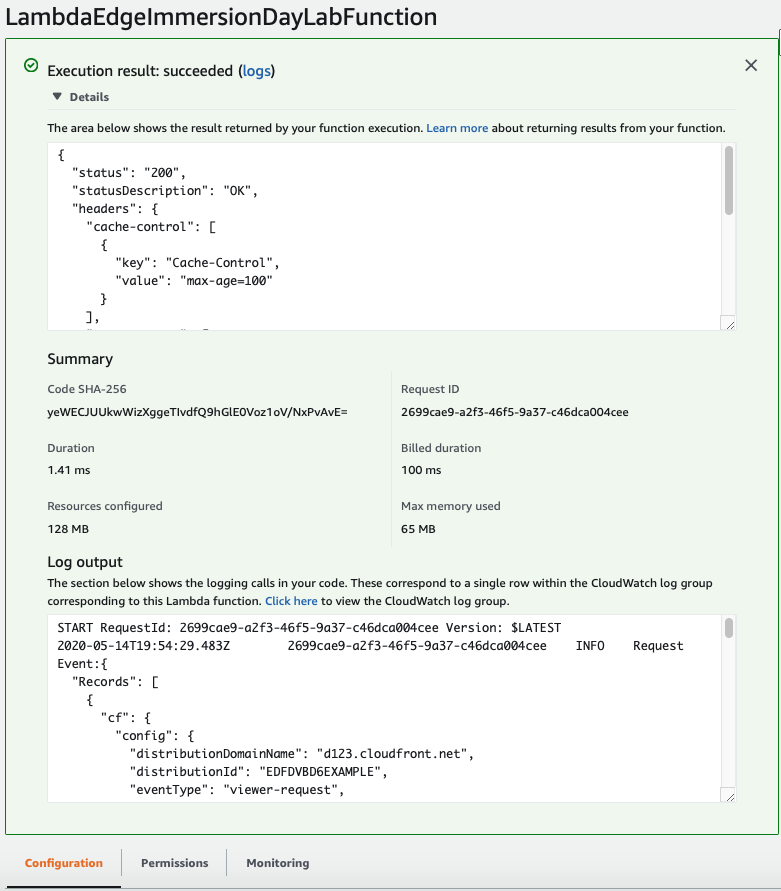 LambdaEdgeImmersionDayLabFunction
Execution result: succeeded (logs)
Details
The area below shows the result returned by your function execution. Learn more about returning results from your function.
{
"status": "200",
"statusDescription": "OK",
"headers": {
"cache-control": [
{
"key": "Cache-Control",
"value": "max-age=100"
}
],
Summary
Code SHA-256
yeWECJUUkwWizXggeTIvdfQ9hGlE0Voz1oV/NxPvAvE=
Request ID
2699cae9-a2f3-46f5-9a37-c46dca004cee
Duration
1.41 ms
Billed duration
100 ms
Resources configured
128 MB
Max memory used
65 MB
Log output
The section below shows the logging calls in your code. These correspond to a single row within the CloudWatch log group
corresponding to this Lambda function. Click here to view the CloudWatch log group.
START RequestId: 2699cae9-a2f3-46f5-9a37-c46dca004cee Version: $LATEST
2020-05-14T19:54:29.483Z 2699cae9-a2f3-46f5-9a37-c46dca004cee INFO Request
Event:{
"Records": [
{
"cf": {
"config": {
"distributionDomainName": "d123.cloudfront.net",
"distributionId": "EDFDVBD6EXAMPLE",
"eventType": "viewer-request",
Configuration
Permissions
Monitoring